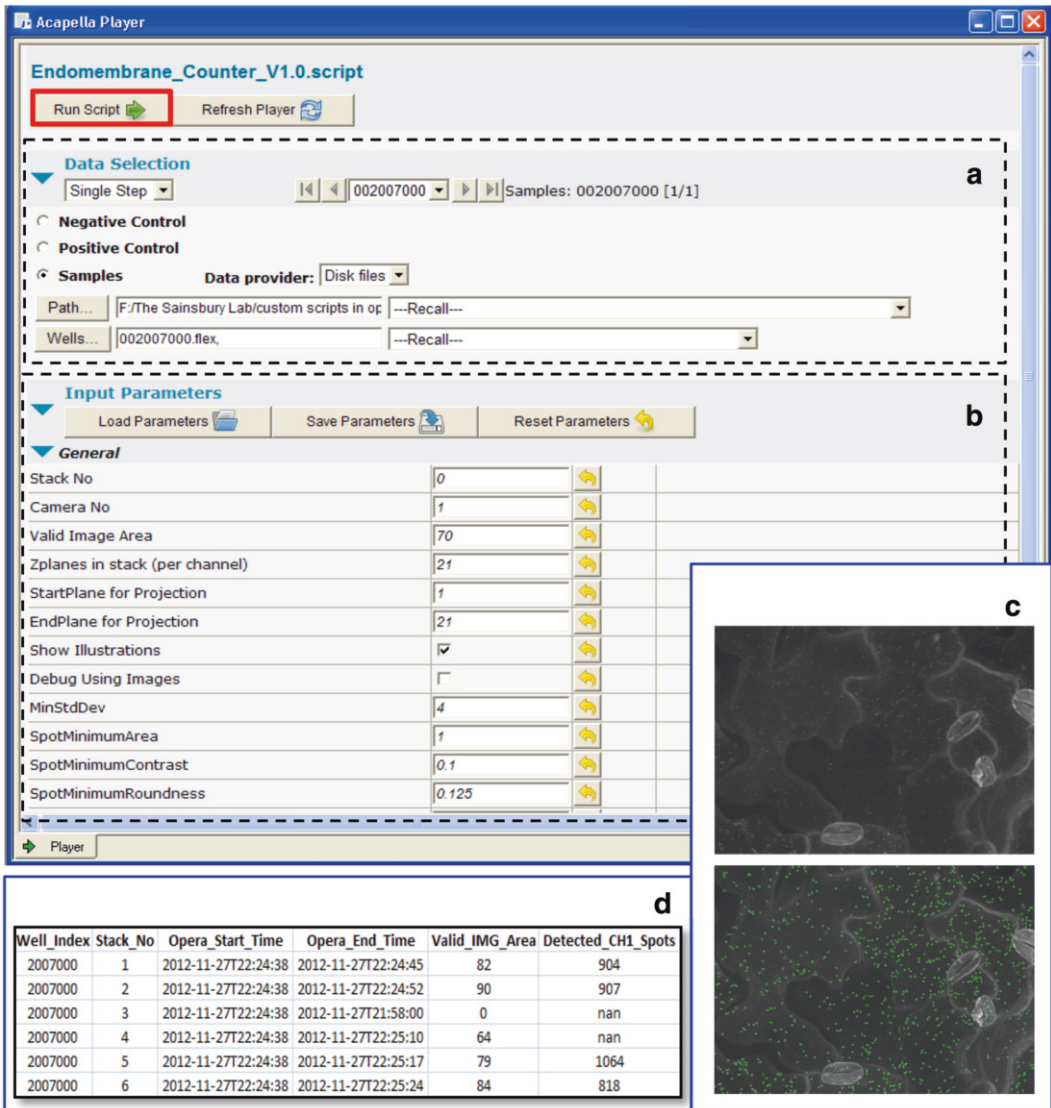 Acapella Player
Endomembrane_Counter_V1.0.script
Run Script Refresh Player
Data Selection
a
Single Step 002007000 Samples: 002007000 [1/1]
Negative Control
Positive Control
Samples Data provider: Disk files
Path... F:/The Sainsbury Lab/custom scripts in op ---Recall---
Wells... 002007000.flex, ---Recall---
Input Parameters
b
Load Parameters Save Parameters Reset Parameters
General
Stack No 0
Camera No 1
Valid Image Area 70
Zplanes in stack (per channel) 21
StartPlane for Projection 1
EndPlane for Projection 21
Show Illustrations
Debug Using Images
MinStdDev 4
SpotMinimumArea 1
SpotMinimumContrast 0.1
SpotMinimumRoundness 0.125
Player
c
d
Well_Index Stack_No Opera_Start_Time Opera_End_Time Valid_IMG_Area Detected_CH1_Spots
2007000 1 2012-11-27T22:24:38 2012-11-27T22:24:45 82 904
2007000 2 2012-11-27T22:24:38 2012-11-27T22:24:52 90 907
2007000 3 2012-11-27T22:24:38 2012-11-27T21:58:00 0 nan
2007000 4 2012-11-27T22:24:38 2012-11-27T22:25:10 64 nan
2007000 5 2012-11-27T22:24:38 2012-11-27T22:25:17 79 1064
2007000 6 2012-11-27T22:24:38 2012-11-27T22:25:24 84 818